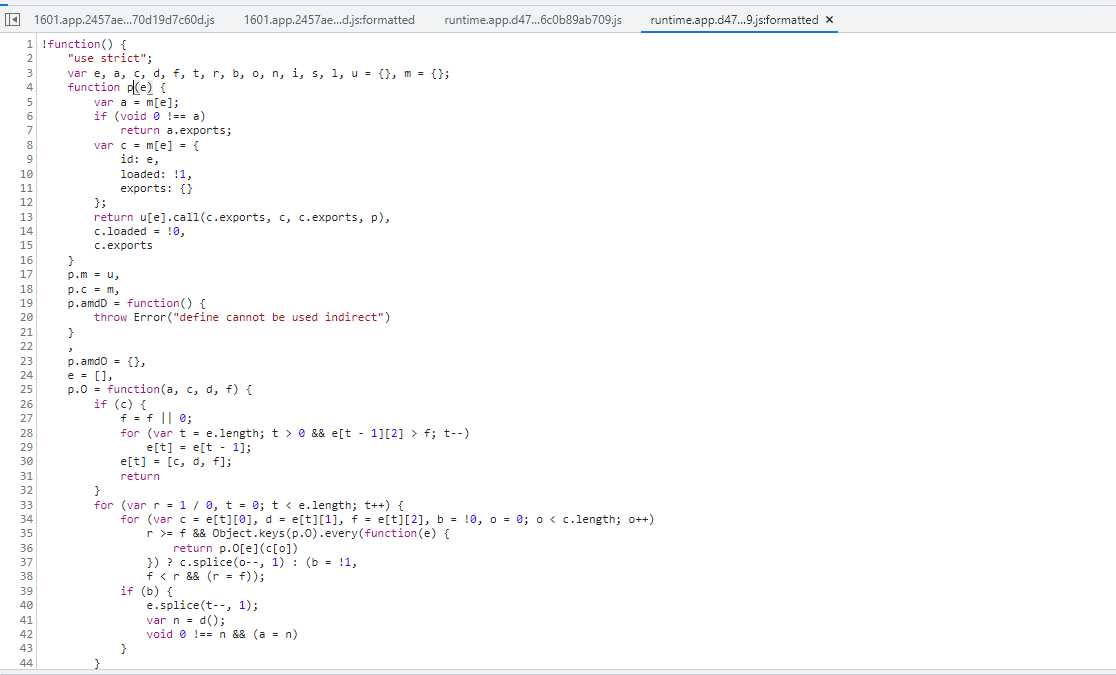 1601.app.2457ae...70d19d7c60d.js 1601.app.2457ae...d.js:formatted runtime.app.d47...6c0b89ab709.js runtime.app.d47...9.js:formatted ×
1 !function() {
2 "use strict";
3 var e, a, c, d, f, t, r, b, o, n, i, s, l, u = {}, m = {};
4 function p(e) {
5 var a = m[e];
6 if (void 0 !== a)
7 return a.exports;
8 var c = m[e] = {
9 id: e,
10 loaded: !1,
11 exports: {}
12 };
13 return u[e].call(c.exports, c, c.exports, p),
14 c.loaded = !0,
15 c.exports
16 }
17 p.m = u,
18 p.c = m,
19 p.amdD = function() {
20 throw Error("define cannot be used indirect")
21 }
22 ,
23 p.amdO = {},
24 e = [],
25 p.O = function(a, c, d, f) {
26 if (c) {
27 f = f || 0;
28 for (var t = e.length; t > 0 && e[t - 1][2] > f; t--)
29 e[t] = e[t - 1];
30 e[t] = [c, d, f];
31 return
32 }
33 for (var r = 1 / 0, t = 0; t < e.length; t++) {
34 for (var c = e[t][0], d = e[t][1], f = e[t][2], b = !0, o = 0; o < c.length; o++)
35 r >= f && Object.keys(p.O).every(function(e) {
36 return p.O[e](c[o])
37 }) ? c.splice(o--, 1) : (b = !1,
38 f < r && (r = f));
39 if (b) {
40 e.splice(t--, 1);
41 var n = d();
42 void 0 !== n && (a = n)
43 }
44 }